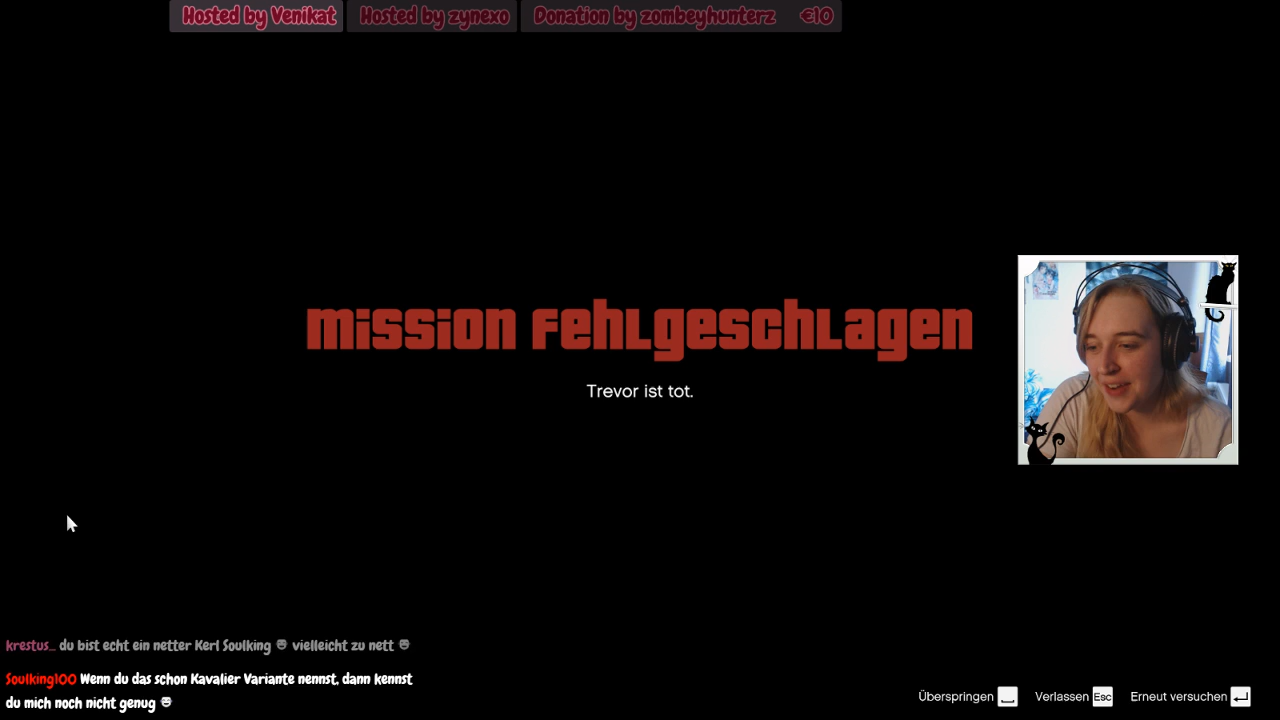 Hosted by Venikat Hosted by zynexo Donation by zombeyhunterz €10
mission fehlgeschlagen
Trevor ist tot.
krestus... du bist echt ein netter Kerl Soulking vielleicht zu nett
Soulking100 Wenn du das schon Kavalier Variante nennst, dann kennst
du mich noch nicht genug
Überspringen Verlassen Esc Erneut versuchen